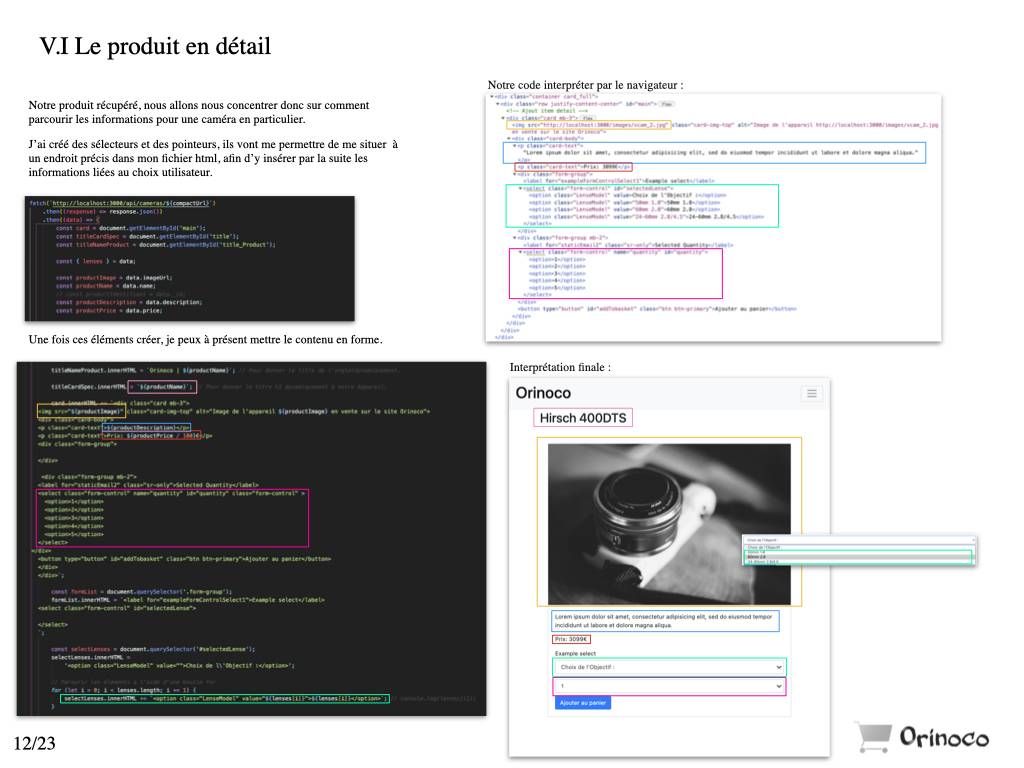 V.I Le produit en détail
Notre produit récupéré, nous allons nous concentrer donc sur comment
parcourir les informations pour une caméra en particulier.
J'ai créé des sélecteurs et des pointeurs, ils vont me permettre de me situer à
un endroit précis dans mon fichier html, afin d'y insérer par la suite les
informations liées au choix utilisateur.
fetch(`http://localhost:3000/api/cameras/${compactUrl}`)
.then((response) => response.json())
.then((data) => {
const card = document.getElementById('main');
const titleCardSpec = document.getElementById('title');
const titleNameProduct = document.getElementById('title_Product');
const { lenses } = data;
const productImage = data.imageUrl;
const productName = data.name;
const productDescription = data.description;
const productPrice = data.price;
Une fois ces éléments créer, je peux à présent mettre le contenu en forme.
titleNameProduct.innerHTML = `Orinoco | ${productName}`;
titleCardSpec.innerHTML = `${productName}`;
card.innerHTML = `<div class="card mb-3">
<img src="${productImage}" class="card-img-top" alt="Image de l'appareil ${productImage} en vente sur le site Orinoco">
<div class="card-body">
<p class="card-text">${productDescription}</p>
<p class="card-text">Prix: ${productPrice / 100}€</p>
<div class="form-group">
</div>
<div class="form-group mb-2">
<label for="staticEmail2" class="sr-only">Selected Quantity</label>
<select class="form-control" name="quantity" id="quantity" class="form-control" >
<option>1</option>
<option>2</option>
<option>3</option>
<option>4</option>
<option>5</option>
</select>
</div>
<button type="button" id="addTobasket" class="btn btn-primary">Ajouter au panier</button>
</div>
</div>`;
const formList = document.querySelector('.form-group');
formList.innerHTML = `<label for="exampleFormControlSelect1">Example select</label>
<select class="form-control" id="selectedLense">
</select>
`;
const selectLenses = document.querySelector('#selectedLense');
selectLenses.innerHTML =
'<option class="LenseModel" value="">Choix de l\'Objectif :</option>';
// Parcourir les éléments à l'aide d'une boucle For
for (let i = 0; i < lenses.length; i += 1) {
selectLenses.innerHTML += `<option class="LenseModel" value="${lenses[i]}">${lenses[i]}</option>`; // console.log(lenses[i]);
}
12/23
Notre code interpréter par le navigateur :
<div class="container card_full">
<div class="row justify-content-center" id="main">
<!-- Ajout item detail -->
<div class="card mb-3">
<img src="http://localhost:3000/images/vcam_2.jpg" class="card-img-top" alt="Image de l'appareil http://localhost:3000/images/vcam_2.jpg
en vente sur le site Orinoco">
<div class="card-body">
<p class="card-text">
"Lorem ipsum dolor sit amet, consectetur adipisicing elit, sed do eiusmod tempor incididunt ut labore et dolore magna aliqua."
</p>
<p class="card-text">Prix: 3099€</p>
<div class="form-group">
<label for="exampleFormControlSelect1">Example select</label>
<select class="form-control" id="selectedLense">
<option class="LenseModel" value>Choix de l'Objectif :</option>
<option class="LenseModel" value="50mm 1.8">50mm 1.8</option>
<option class="LenseModel" value="60mm 2.8">60mm 2.8</option>
<option class="LenseModel" value="24-60mm 2.8/4.5">24-60mm 2.8/4.5</option>
</select>
</div>
<div class="form-group mb-2">
<label for="staticEmail2" class="sr-only">Selected Quantity</label>
<select class="form-control" name="quantity" id="quantity">
<option>1</option>
<option>2</option>
<option>3</option>
<option>4</option>
<option>5</option>
</select>
</div>
<button type="button" id="addTobasket" class="btn btn-primary">Ajouter au panier</button>
</div>
</div>
</div>
</div>
Interprétation finale :
Orinoco
Hirsch 400DTS
Choix de l'Objectif :
Choix de l'Objectif :
50mm 1.8
60mm 2.8
24-60mm 2.8/4.5
Lorem ipsum dolor sit amet, consectetur adipisicing elit, sed do eiusmod tempor
incididunt ut labore et dolore magna aliqua.
Prix: 3099€
Example select
Choix de l'Objectif :
1
Ajouter au panier
Orinoco